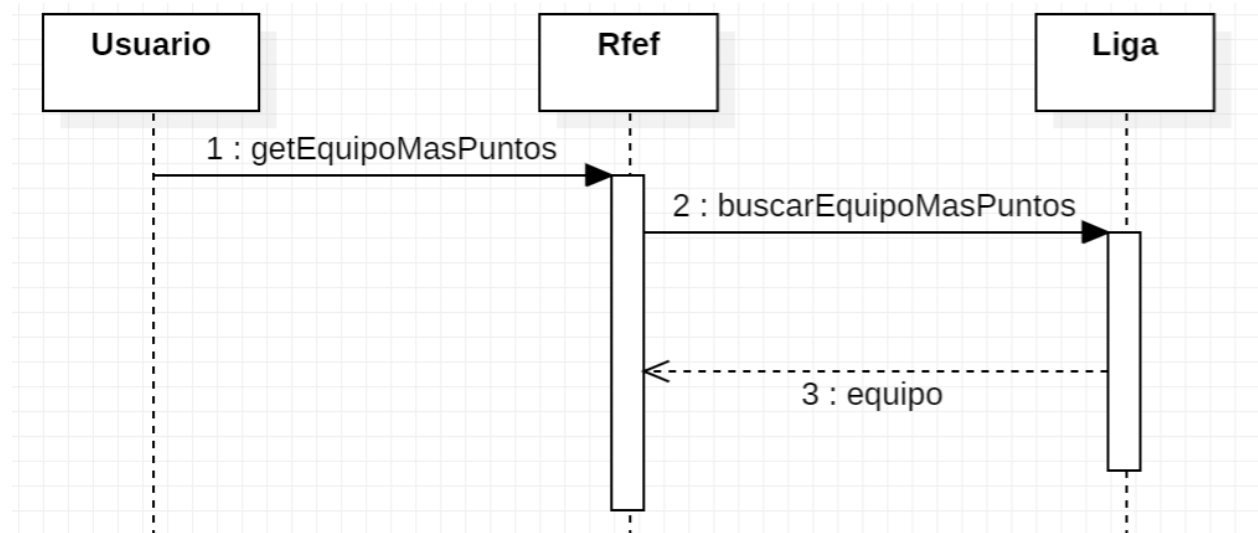 Usuario
Rfef
Liga
1 : getEquipoMasPuntos
2 : buscarEquipoMasPuntos
3 : equipo